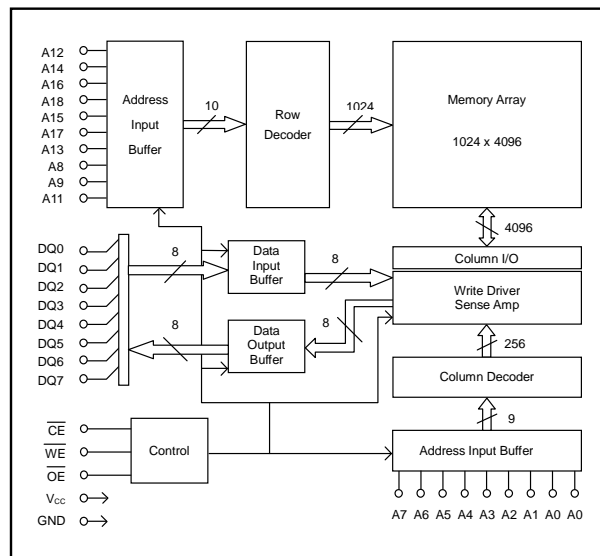 A12
A14
A16
A18
A15
A17
A13
A8
A9
A11
Address
Input
Buffer
10
Row
Decoder
1024
Memory Array
1024 x 4096
4096
DQ0
DQ1
DQ2
DQ3
DQ4
DQ5
DQ6
DQ7
8
Data
Input
Buffer
8
Column I/O
Write Driver
Sense Amp
8
Data
Output
Buffer
8
256
Column Decoder
9
CE
WE
OE
Control
Address Input Buffer
VCC
GND
A7 A6 A5 A4 A3 A2 A1 A0 A0